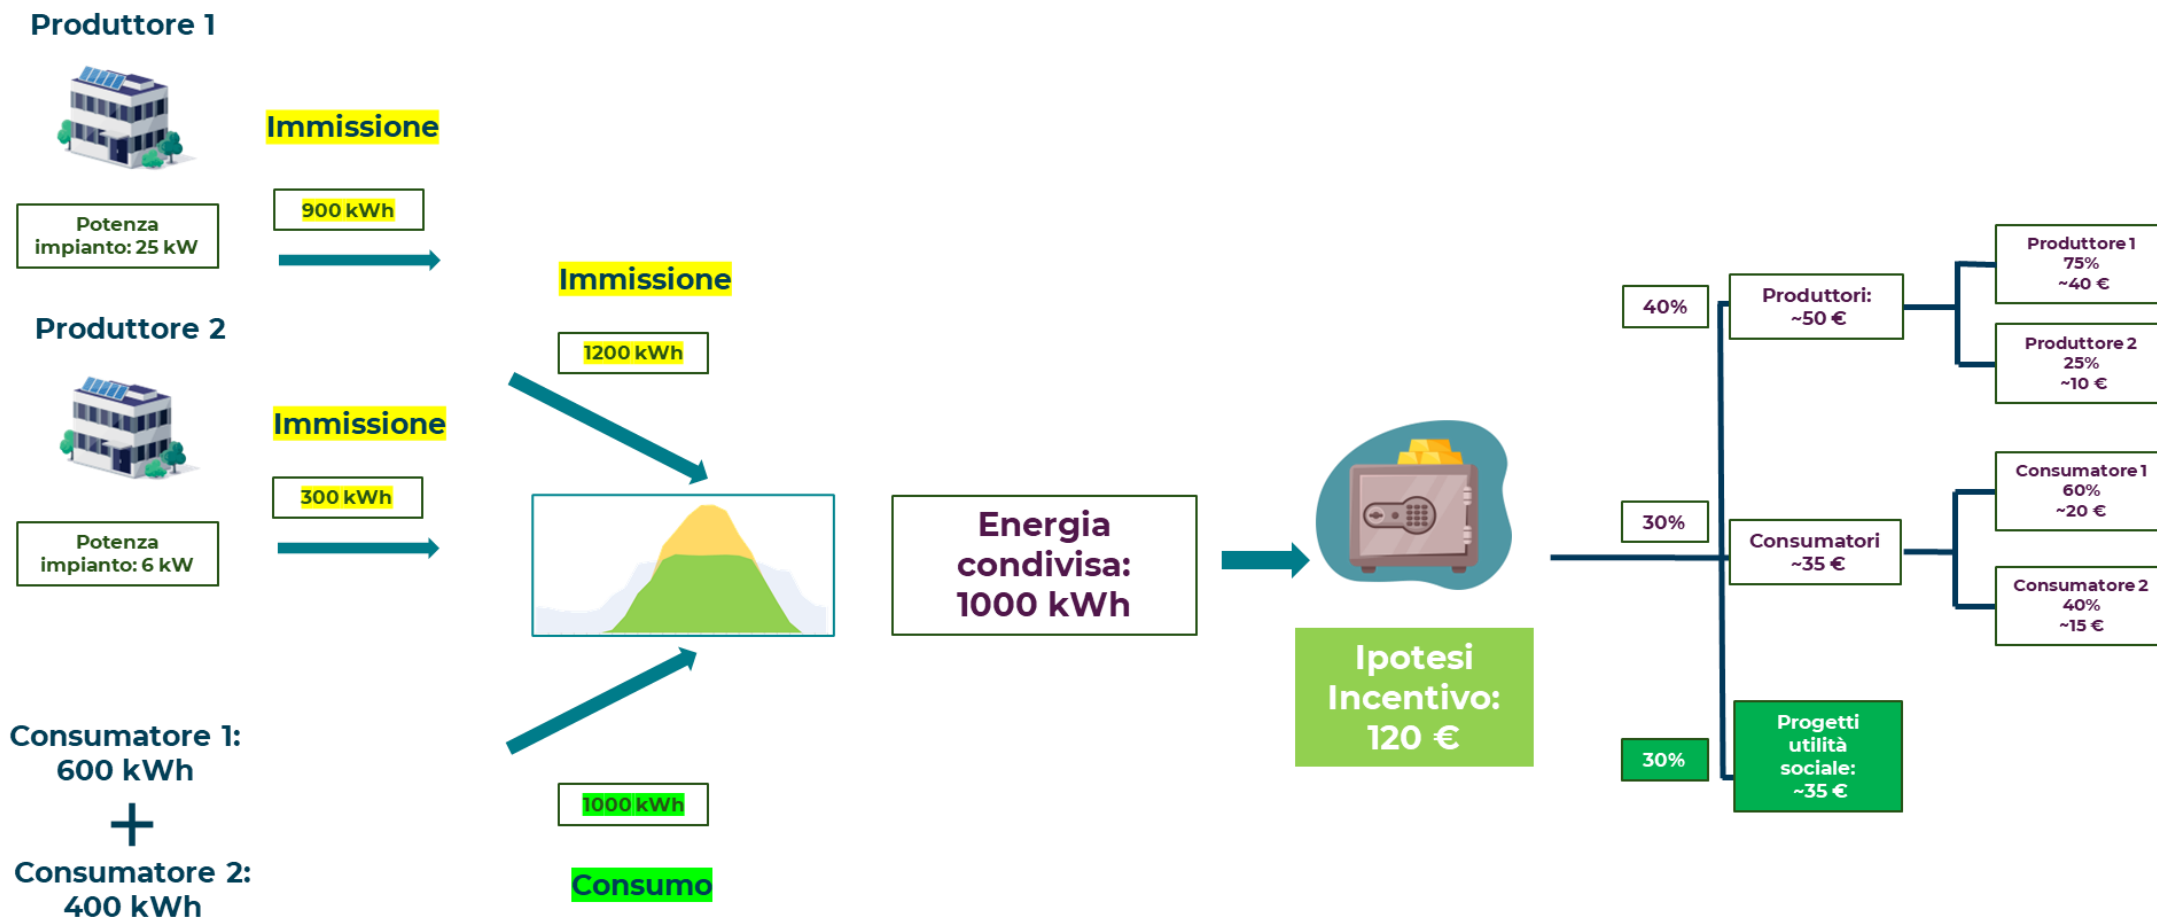 Produttore 1
Immissione
900 kWh
Potenza
impianto: 25 kW
Produttore 2
Immissione
300 kWh
Potenza
impianto: 6 kW
Consumatore 1:
600 kWh
+
Consumatore 2:
400 kWh
Immissione
1200 kWh
1000 kWh
Consumo
Energia
condivisa:
1000 kWh
Ipotesi
Incentivo:
120 €
40%
Produttori:
~50 €
Produttore 1
75%
~40 €
Produttore 2
25%
~10 €
30%
Consumatori
~35 €
Consumatore 1
60%
~20 €
Consumatore 2
40%
~15 €
30%
Progetti
utilità
sociale:
~35 €